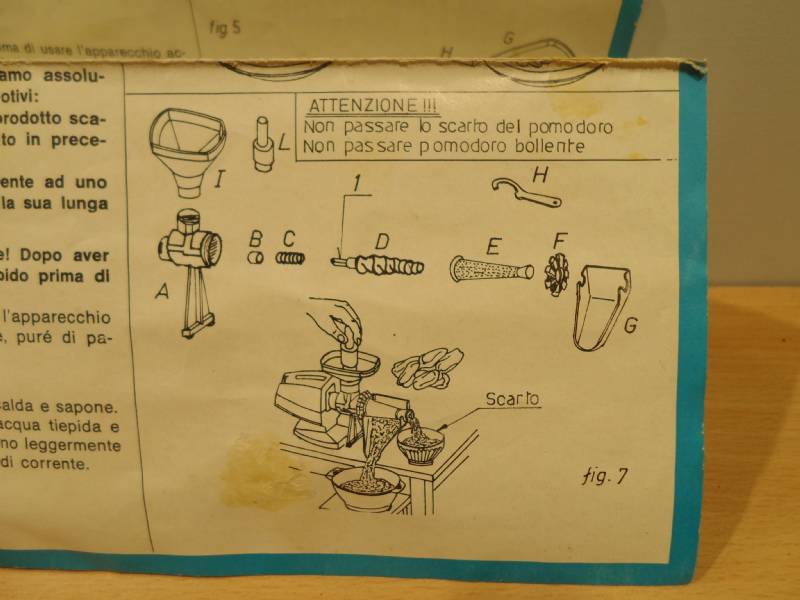 fig 5
ma di usare l'apparecchio ac-
H
G
amo assolu-
otivi:
prodotto sca-
to in prece-
ente ad uno
la sua lunga
e! Dopo aver
pido prima di
l'apparecchio
e, puré di pa-
calda e sapone.
acqua tiepida e
no leggermente
di corrente.
ATTENZIONE!!!
Non passare lo scarto del pomodoro
Non passare pomodoro bollente
I
L
1
H
A
B
C
D
E
F
G
Scarto
fig. 7